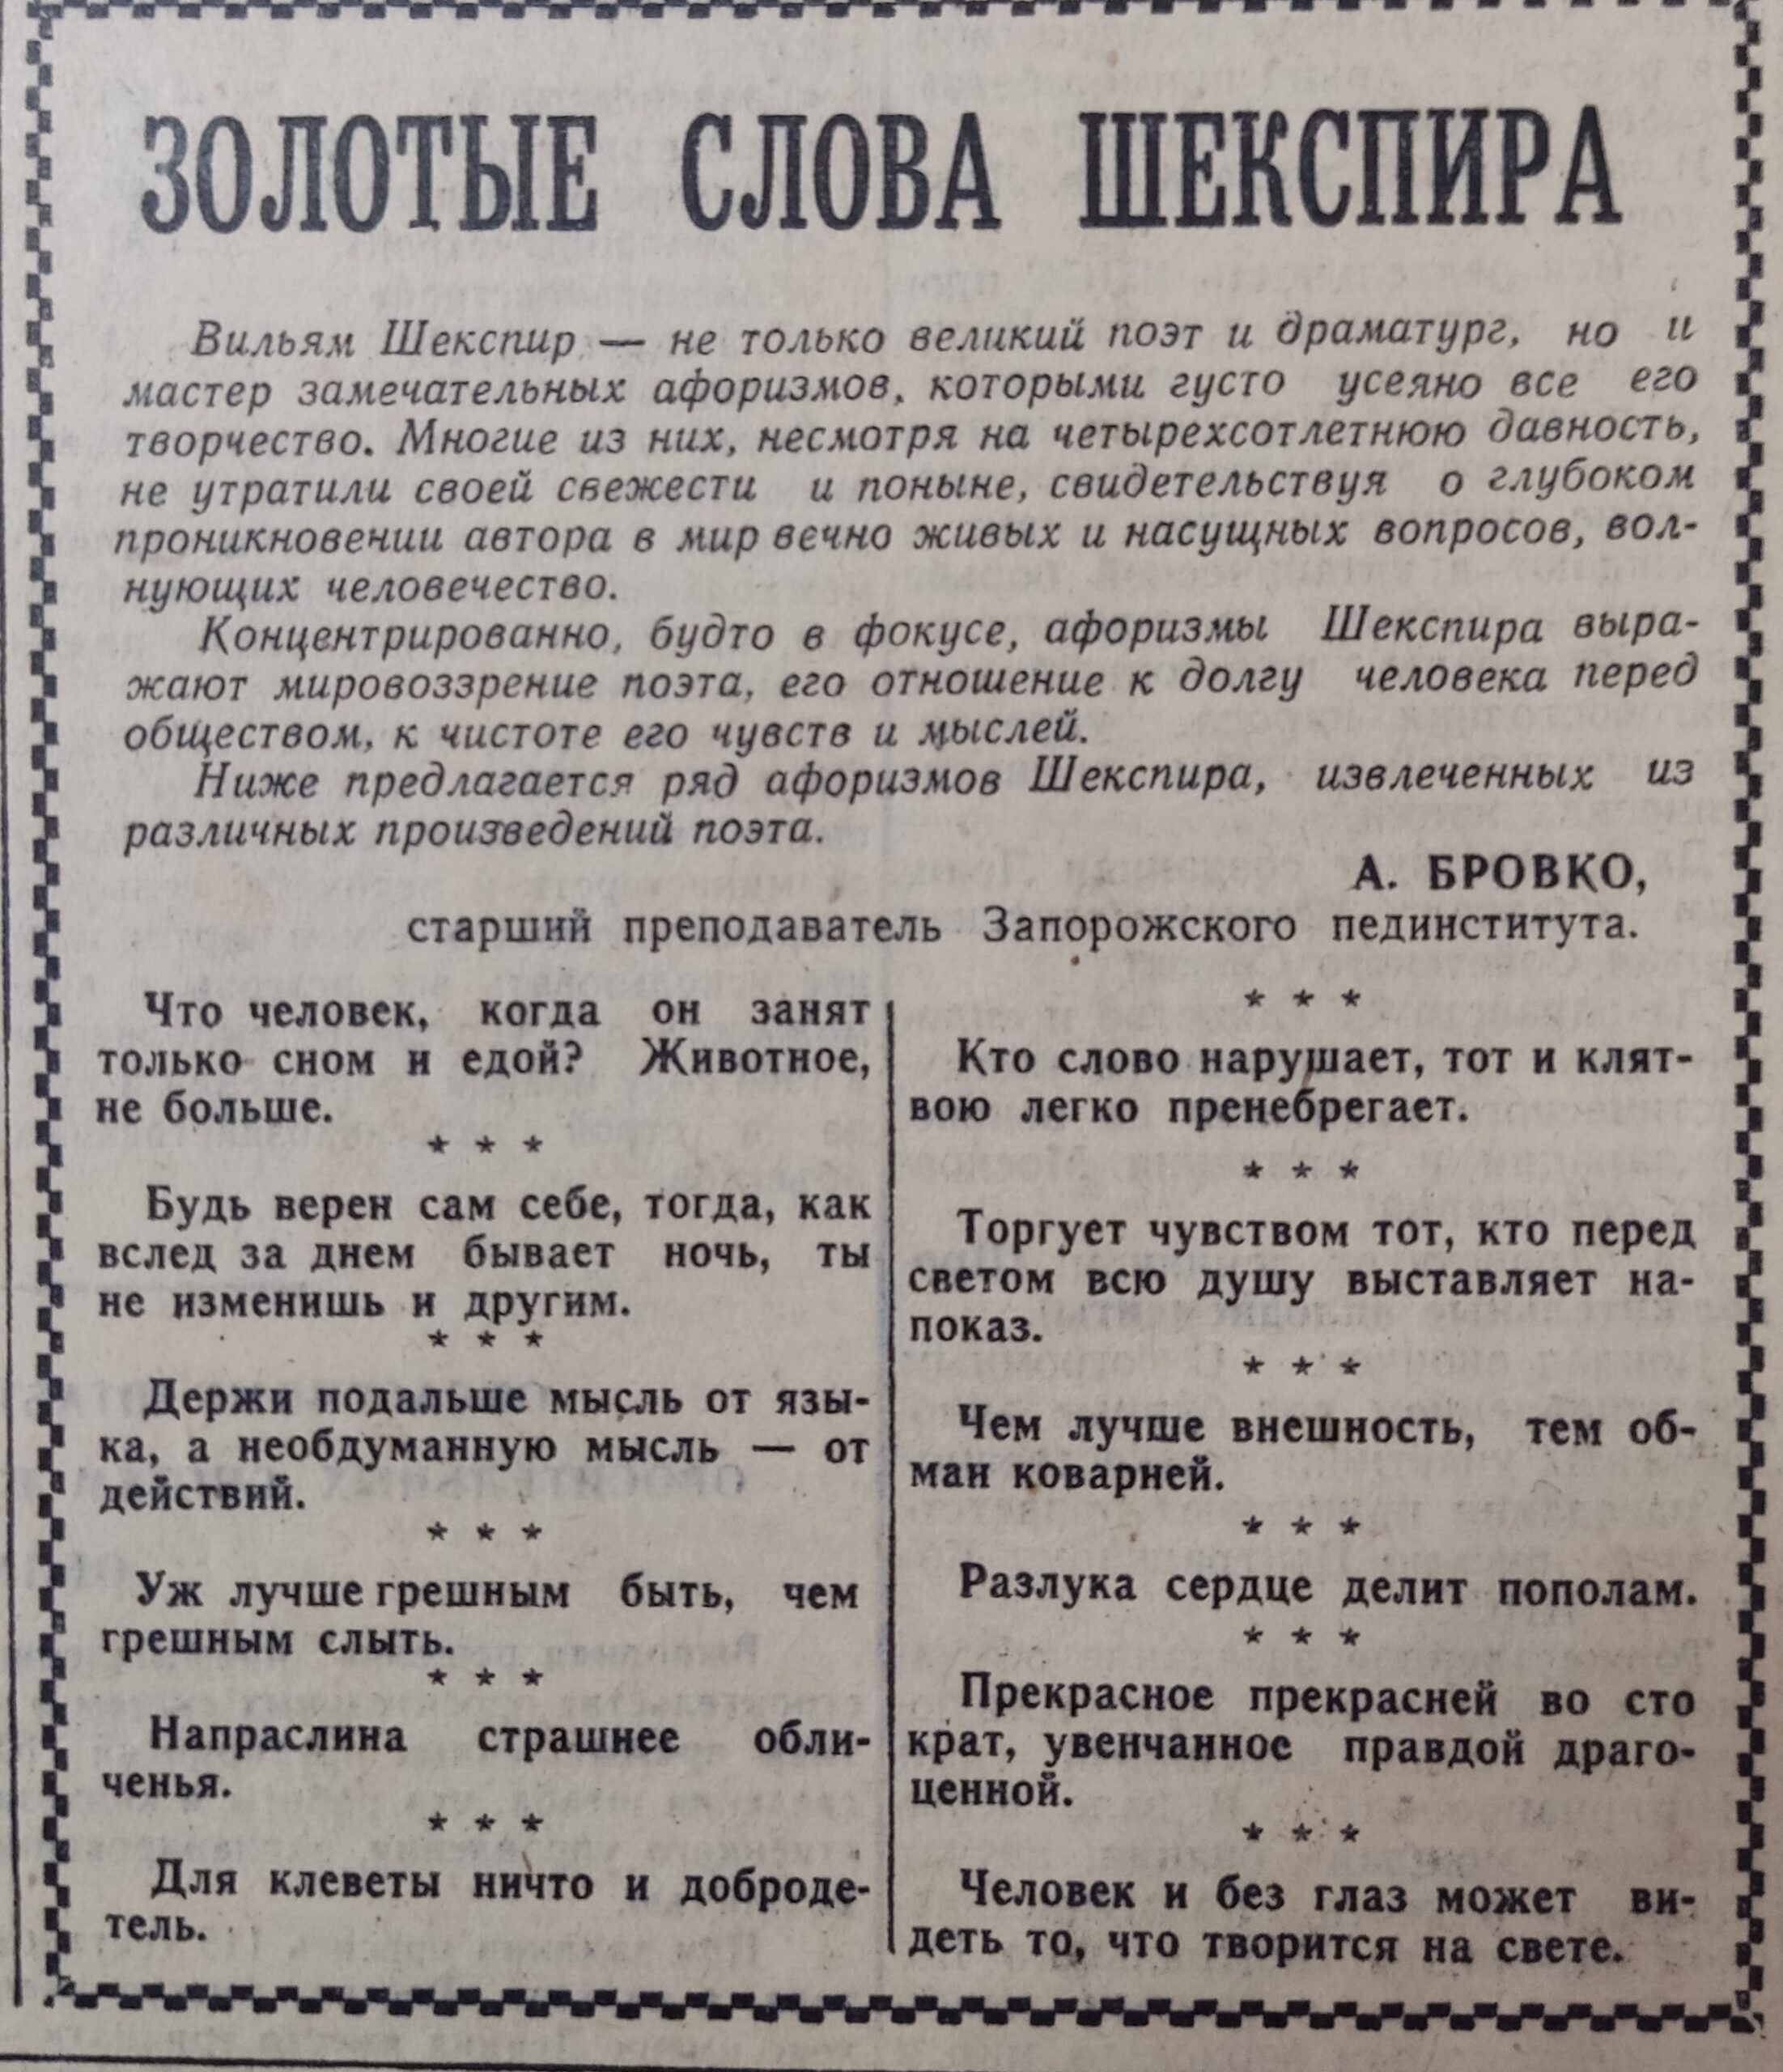 ЗОЛОТЫЕ СЛОВА ШЕКСПИРА
Вильям Шекспир — не только великий поэт и драматург, но и
мастер замечательных афоризмов, которыми густо усеяно все его
творчество. Многие из них, несмотря на четырехсотлетнюю давность,
не утратили своей свежести и поныне, свидетельствуя о глубоком
проникновении автора в мир вечно живых и насущных вопросов, вол-
нующих человечество.
Концентрированно, будто в фокусе, афоризмы Шекспира выра-
жают мировоззрение поэта, его отношение к долгу человека перед
обществом, к чистоте его чувств и мыслей.
Ниже предлагается ряд афоризмов Шекспира, извлеченных из
различных произведений поэта.
А. БРОВКО,
старший преподаватель Запорожского пединститута.
Что человек, когда он занят
только сном и едой? Животное,
не больше.
* * *
Будь верен сам себе, тогда, как
вслед за днем бывает ночь, ты
не изменишь и другим.
* * *
Держи подальше мысль от язы-
ка, а необдуманную мысль — от
действий.
* * *
Уж лучше грешным быть, чем
грешным слыть.
* * *
Напраслина страшнее обли-
ченья.
* * *
Для клеветы ничто и доброде-
тель.
* * *
Кто слово нарушает, тот и клят-
вою легко пренебрегает.
* * *
Торгует чувством тот, кто перед
светом всю душу выставляет на-
показ.
* * *
Чем лучше внешность, тем об-
ман коварней.
* * *
Разлука сердце делит пополам.
* * *
Прекрасное прекрасней во сто
крат, увенчанное правдой драго-
ценной.
* * *
Человек и без глаз может ви-
деть то, что творится на свете.